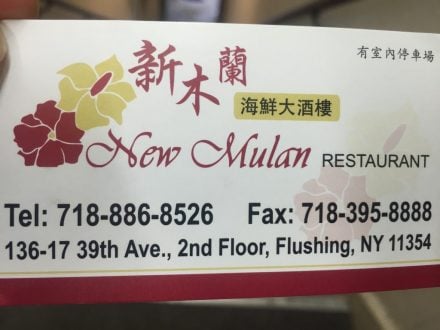 有室內停車場
新木蘭
海鮮大酒樓
New Mulan RESTAURANT
Tel: 718-886-8526 Fax: 718-395-8888
136-17 39th Ave., 2nd Floor, Flushing, NY 11354